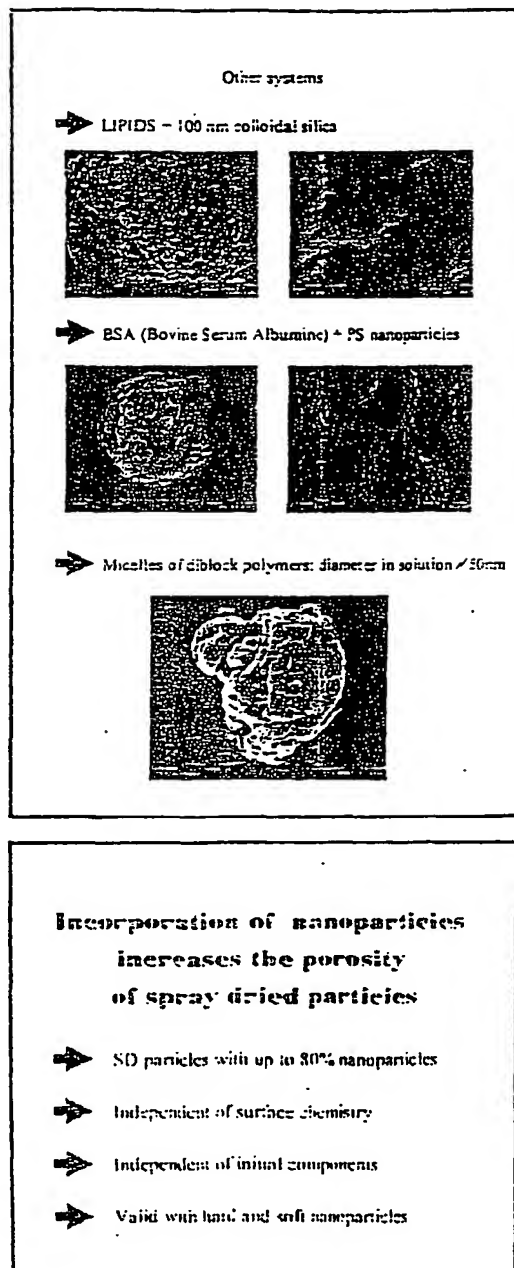 Other systems
LIPIDS - 100 nm colloidal silica
BSA (Bovine Serum Albumine) + PS nanoparticles
Micelles of diblock polymers: diameter in solution ~50nm
Incorporation of nanoparticles
increases the porosity
of spray dried particles
SD particles with up to 80% nanoparticles
Independent of surface chemistry
Independent of initial components
Valid with hard and soft nanoparticles